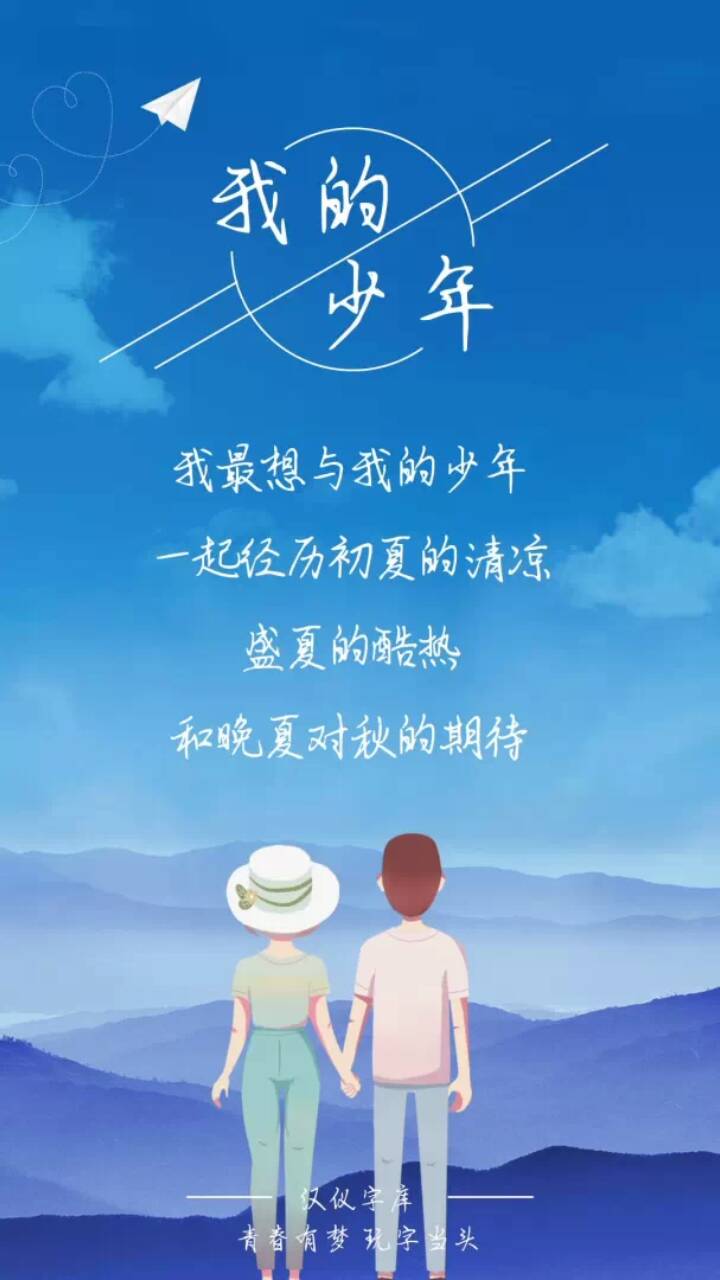 我的
少年
我最想与我的少年
一起经历初夏的清凉
盛夏的酷热
和晚夏对秋的期待
仅仪字库
青春有梦 玩字当头